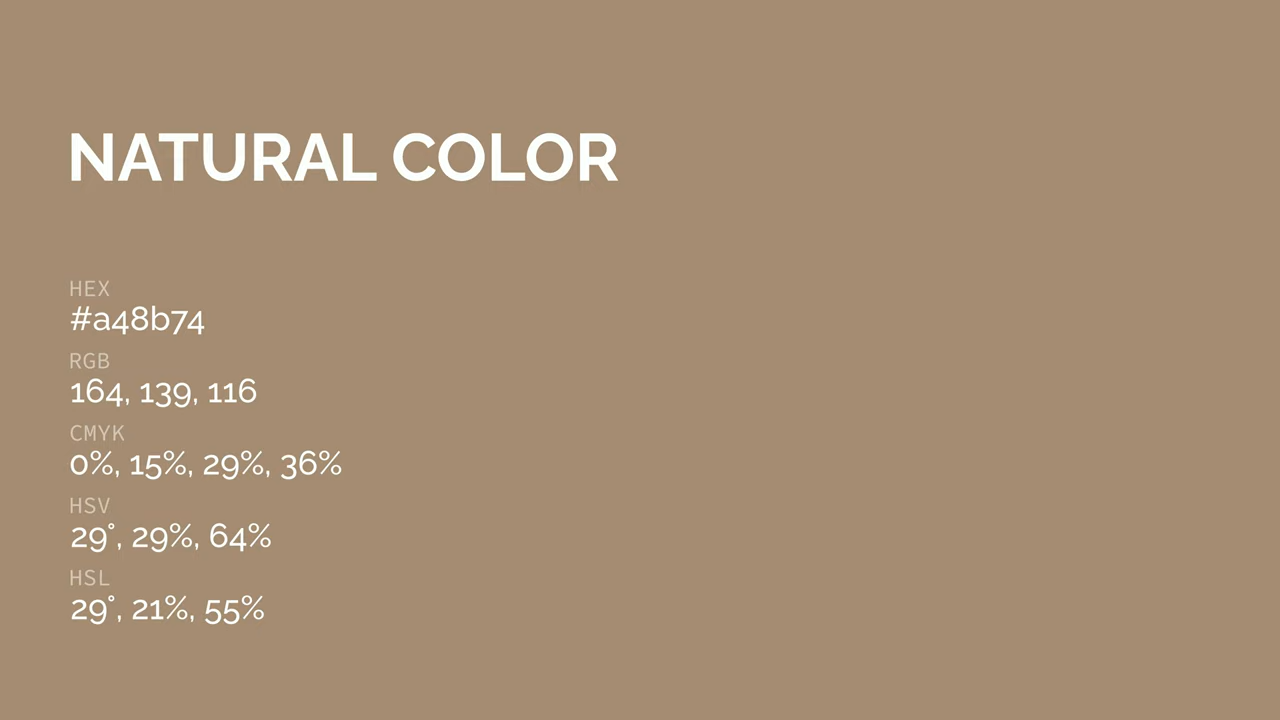 NATURAL COLOR
HEX
#a48b74
RGB
164, 139, 116
CMYK
0%, 15%, 29%, 36%
HSV
29°, 29%, 64%
HSL
29°, 21%, 55%